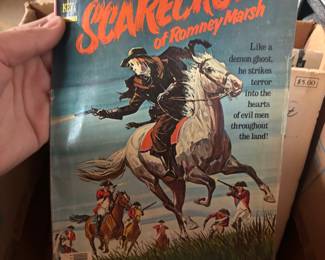 SCARECROW
of Romney Marsh
Like a
demon ghost,
he strikes
terror
into the
hearts
of evil men
throughout
the land!
$5.00